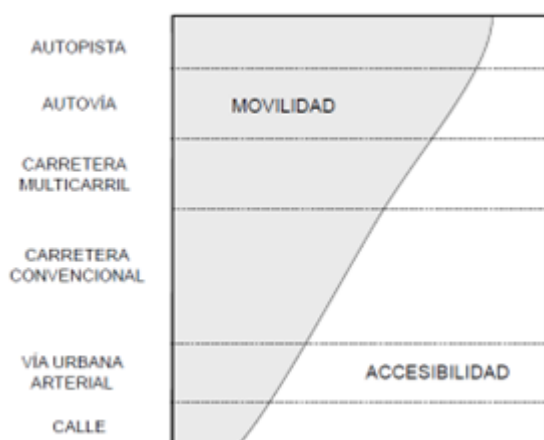 AUTOPISTA
AUTOVÍA
MOVILIDAD
CARRETERA
MULTICARRIL
CARRETERA
CONVENCIONAL
VÍA URBANA
ARTERIAL
ACCESIBILIDAD
CALLE